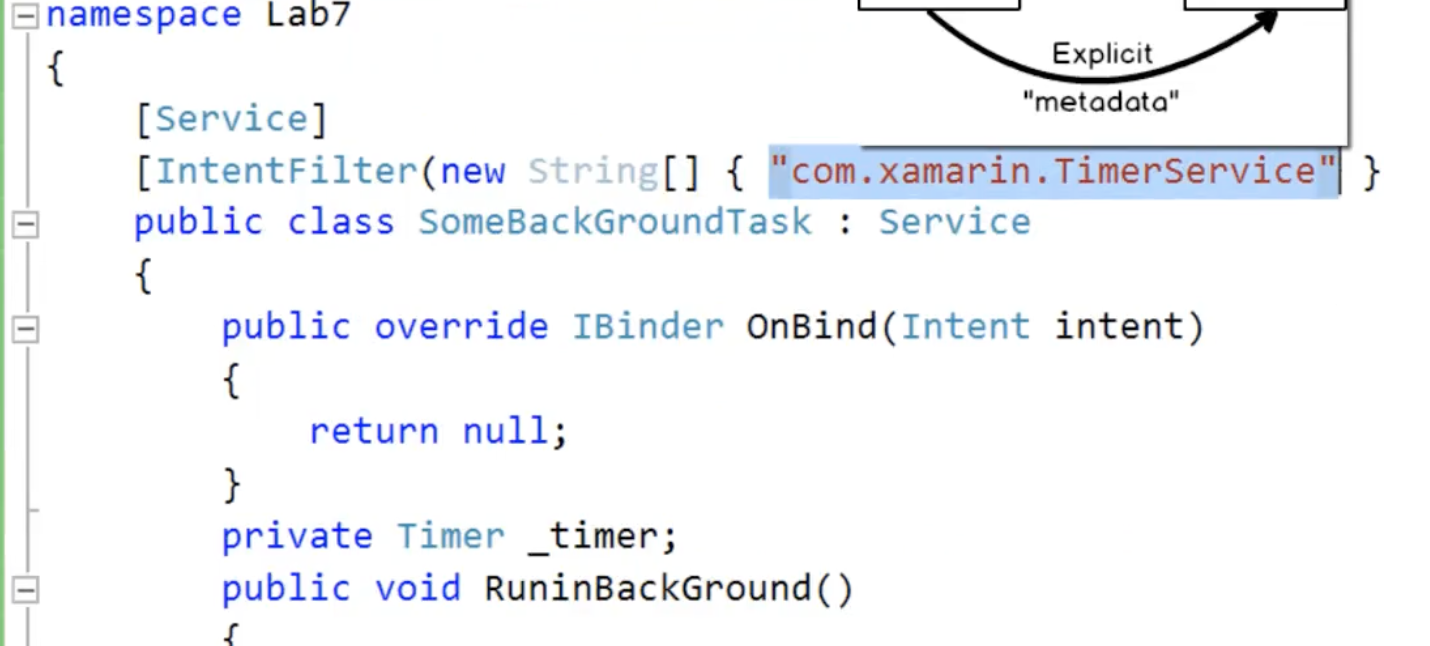 namespace Lab7
{
Explicit
"metadata"
[Service]
[IntentFilter(new String[] { "com.xamarin.TimerService" }
public class SomeBackGroundTask : Service
{
public override IBinder OnBind(Intent intent)
{
return null;
}
private Timer _timer;
public void RuninBackGround()
{